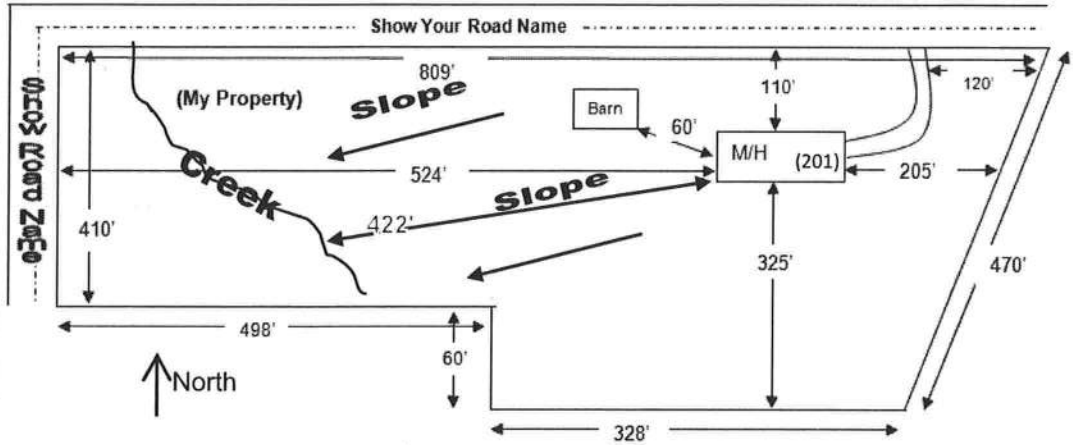 Show Your Road Name
Show Road Name
809'
(My Property)
Slope
Barn
110'
120'
60'
M/H
(201)
Creek
524'
205'
Slope
422'
410'
325'
470'
498'
60'
North
328'